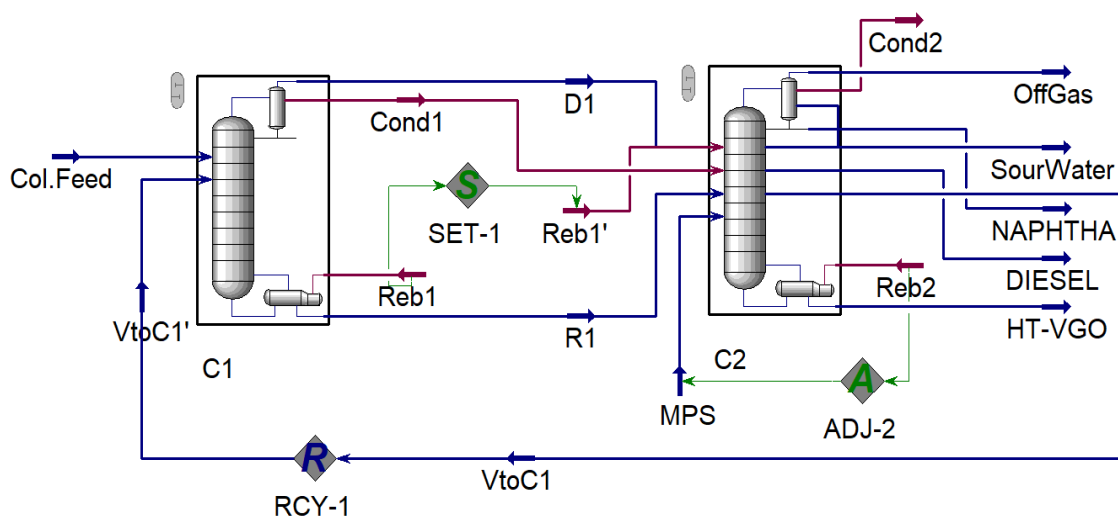 Cond2
OffGas
D1
Cond1
Col.Feed
S
SourWater
SET-1
Reb1'
NAPHTHA
Reb1
Reb2
DIESEL
VtoC1'
R1
HT-VGO
C1
C2
A
MPS
ADJ-2
R
VtoC1
RCY-1